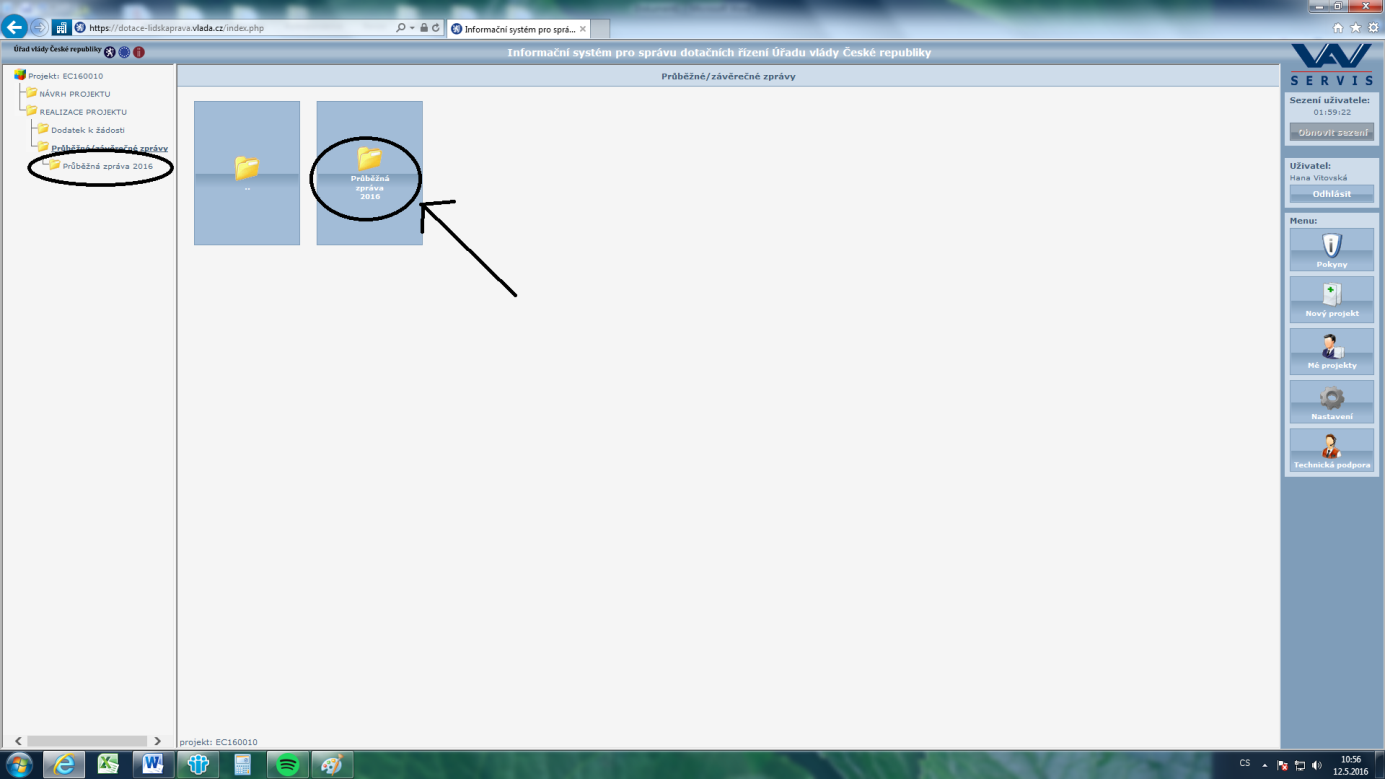 https://dotace-lidskaprava.vlada.cz/index.php
Informační systém pro sprá...
Úřad vlády České republiky
Informační systém pro správu dotačních řízení Úřadu vlády České republiky
Projekt: EC160010
NÁVRH PROJEKTU
REALIZACE PROJEKTU
Dodatek k žádosti
Průběžné/závěrečné zprávy
Průběžná zpráva 2016
Průběžné/závěrečné zprávy
..
Průběžná
zpráva
2016
projekt: EC160010
VAV
SERVIS
Sezení uživatele:
01:59:22
Obnovit sezení
Uživatel:
Hana Vitovská
Odhlásit
Menu:
Pokyny
Nový projekt
Mé projekty
Nastavení
Technická podpora
CS
10:56
12.5.2016